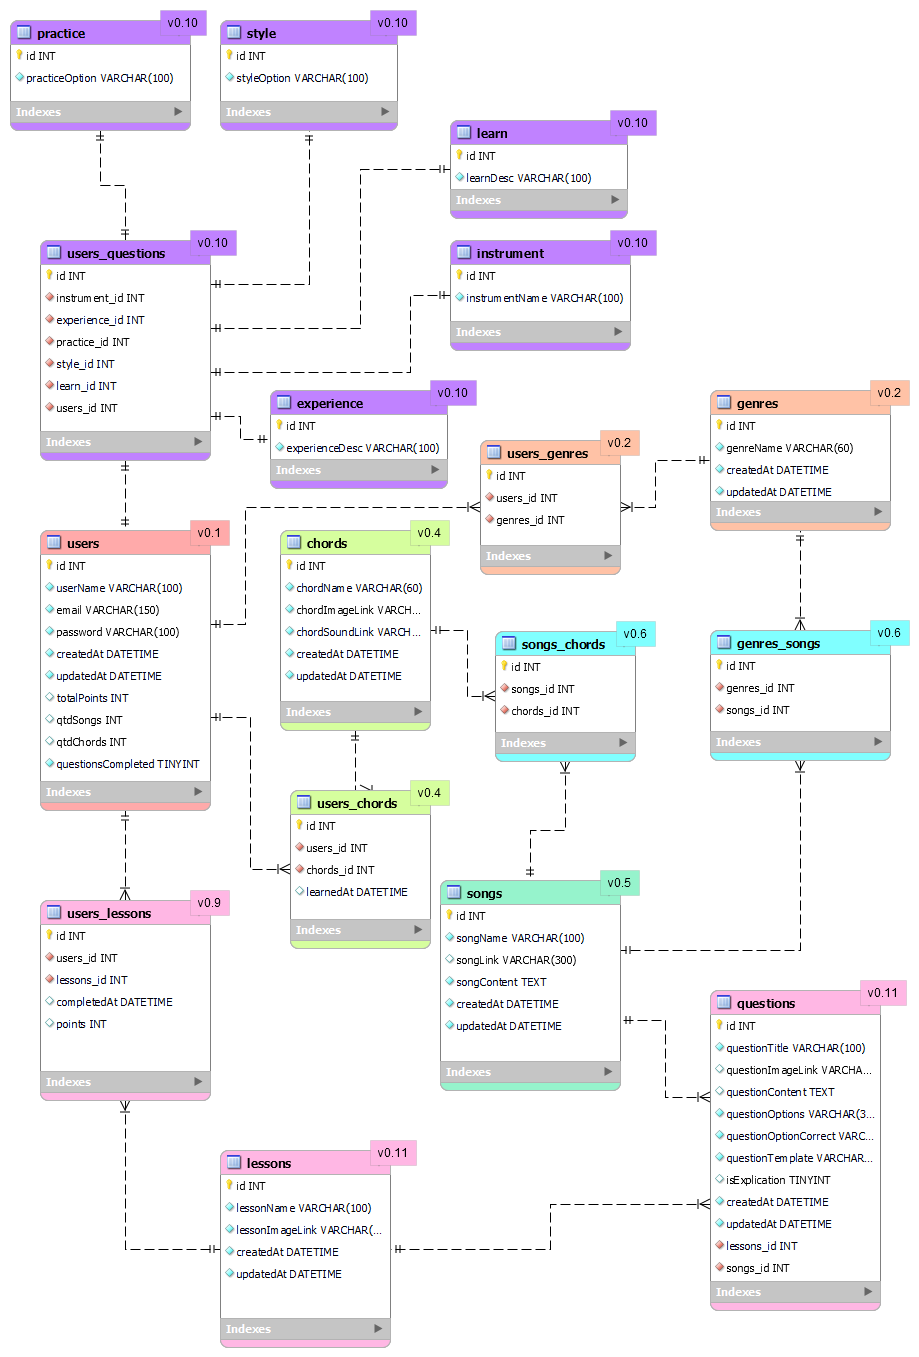 v0.10
practice
id INT
practiceOption VARCHAR(100)
Indexes
v0.10
style
id INT
styleOption VARCHAR(100)
Indexes
v0.10
learn
id INT
learnDesc VARCHAR(100)
Indexes
v0.10
users_questions
id INT
instrument_id INT
experience_id INT
practice_id INT
style_id INT
learn_id INT
users_id INT
Indexes
v0.10
instrument
id INT
instrumentName VARCHAR(100)
Indexes
v0.10
experience
id INT
experienceDesc VARCHAR(100)
Indexes
v0.2
genres
id INT
genreName VARCHAR(60)
createdAt DATETIME
updatedAt DATETIME
Indexes
v0.2
users_genres
id INT
users_id INT
genres_id INT
Indexes
v0.1
users
id INT
userName VARCHAR(100)
email VARCHAR(150)
password VARCHAR(100)
createdAt DATETIME
updatedAt DATETIME
totalPoints INT
qtdSongs INT
qtdChords INT
questionsCompleted TINYINT
Indexes
v0.4
chords
id INT
chordName VARCHAR(60)
chordImageLink VARCH...
chordSoundLink VARCH...
createdAt DATETIME
updatedAt DATETIME
Indexes
v0.6
songs_chords
id INT
songs_id INT
chords_id INT
Indexes
v0.6
genres_songs
id INT
genres_id INT
songs_id INT
Indexes
v0.4
users_chords
id INT
users_id INT
chords_id INT
learnedAt DATETIME
Indexes
v0.9
users_lessons
id INT
users_id INT
lessons_id INT
completedAt DATETIME
points INT
Indexes
v0.5
songs
id INT
songName VARCHAR(100)
songLink VARCHAR(300)
songContent TEXT
createdAt DATETIME
updatedAt DATETIME
Indexes
v0.11
questions
id INT
questionTitle VARCHAR(100)
questionImageLink VARCHA...
questionContent TEXT
questionOptions VARCHAR(3...
questionOptionCorrect VARC...
questionTemplate VARCHAR...
isExplication TINYINT
createdAt DATETIME
updatedAt DATETIME
lessons_id INT
songs_id INT
Indexes
v0.11
lessons
id INT
lessonName VARCHAR(100)
lessonImageLink VARCHAR(...
createdAt DATETIME
updatedAt DATETIME
Indexes